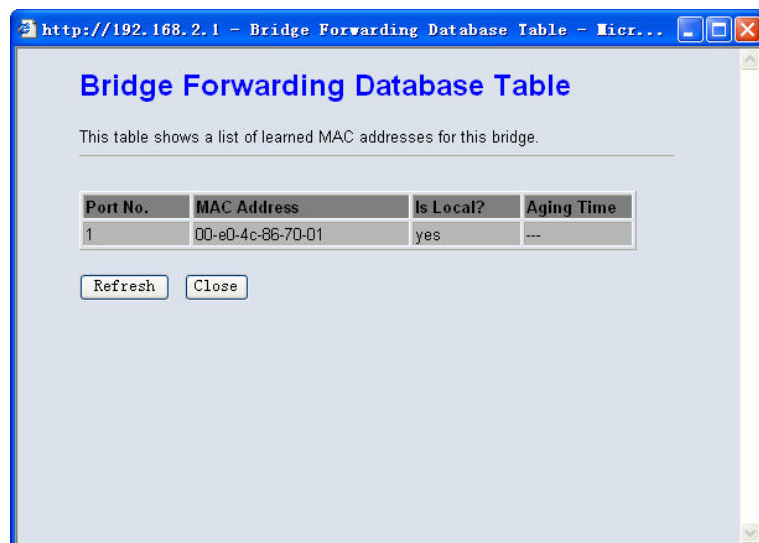 http://192.168.2.1 - Bridge Forwarding Database Table - Micr...
Bridge Forwarding Database Table
This table shows a list of learned MAC addresses for this bridge.
Port No. MAC Address Is Local? Aging Time
1 00-e0-4c-86-70-01 yes ---
Refresh Close